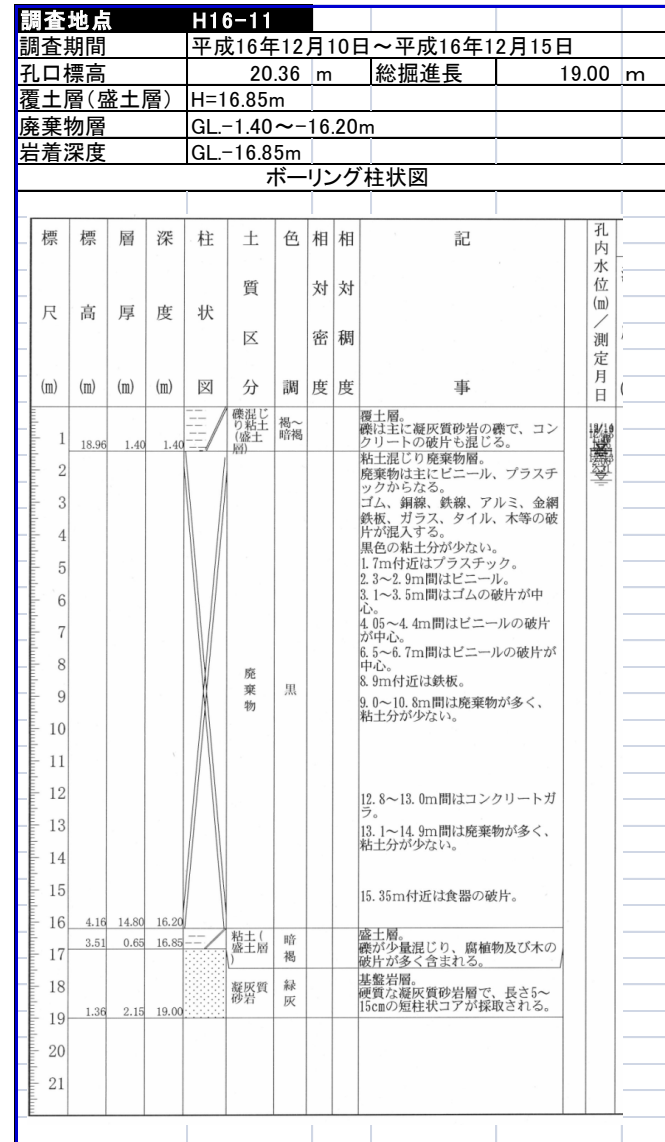 調査地点 H16-11
調査期間 平成16年12月10日～平成16年12月15日
孔口標高 20.36 m 総掘進長 19.00 m
覆土層(盛土層) H=16.85m
廃棄物層 GL.-1.40～-16.20m
岩着深度 GL.-16.85m
ボーリング柱状図
標尺(m) 標高(m) 層厚(m) 深度(m) 柱状図 土質区分 色調 相対密度 相対稠度 記事 孔内水位(m)／測定月日
1 18.96 1.40 1.40
礫混じり粘土(盛土層)
褐～暗褐
覆土層。
礫は主に凝灰質砂岩の礫で、コン
クリートの破片も混じる。
2
3
4
5
6
7
8
9
10
11
12
13
14
15
16 4.16 14.80 16.20
廃棄物
黒
粘土混じり廃棄物層。
廃棄物は主にビニール、プラスチ
ックからなる。
ゴム、銅線、鉄線、アルミ、金網
鉄板、ガラス、タイル、木等の破
片が混入する。
黒色の粘土分が少ない。
1.7m付近はプラスチック。
2.3～2.9m間はビニール。
3.1～3.5m間はゴムの破片が中
心。
4.05～4.4m間はビニールの破片
が中心。
6.5～6.7m間はビニールの破片が
中心。
8.9m付近は鉄板。
9.0～10.8m間は廃棄物が多く、
粘土分が少ない。
12.8～13.0m間はコンクリートガ
ラ。
13.1～14.9m間は廃棄物が多く、
粘土分が少ない。
15.35m付近は食器の破片。
3.51 0.65 16.85
17
粘土(
盛土層
)
暗褐
盛土層。
礫が少量混じり、腐植物及び木の
破片が多く含まれる。
18
19 1.36 2.15 19.00
凝灰質
砂岩
緑灰
基盤岩層。
硬質な凝灰質砂岩層で、長さ5～
15cmの短柱状コアが採取される。
20
21